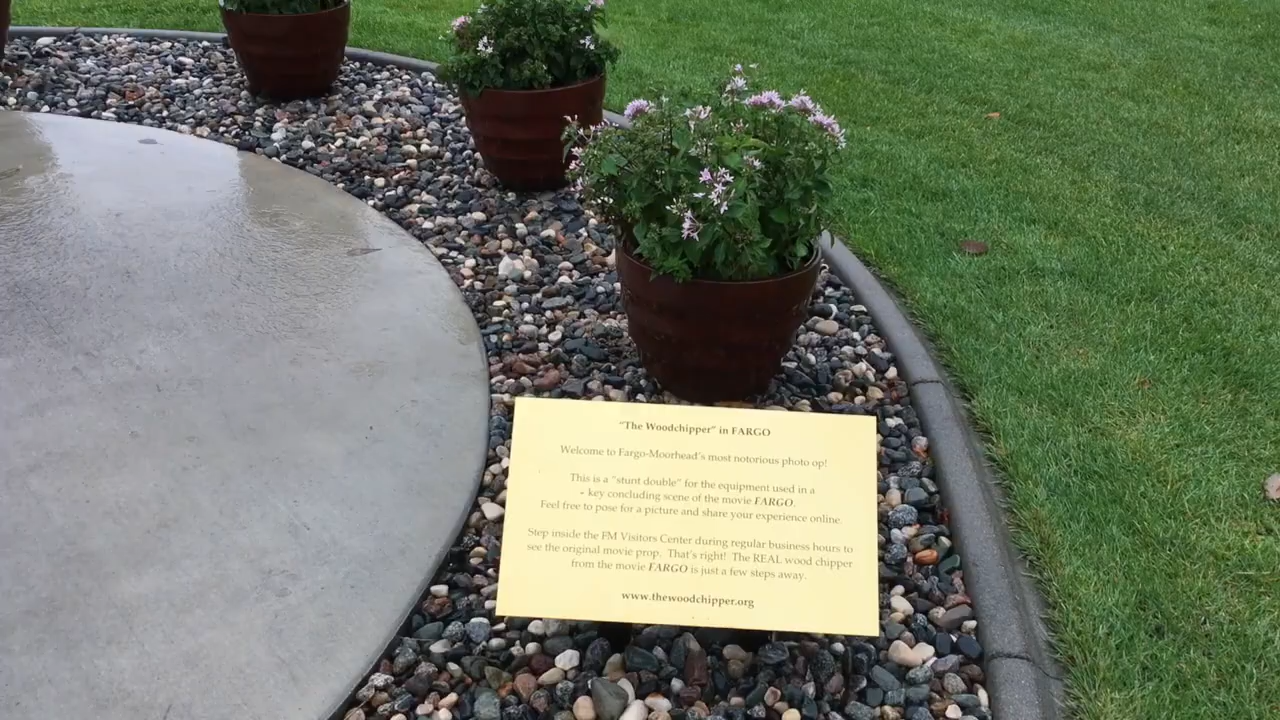 "The Woodchipper" in FARGO
Welcome to Fargo-Moorhead's most notorious photo op!
This is a "stunt double" for the equipment used in a
key concluding scene of the movie FARGO.
Feel free to pose for a picture and share your experience online.
Step inside the FM Visitors Center during regular business hours to
see the original movie prop. That's right! The REAL wood chipper
from the movie FARGO is just a few steps away.
www.thewoodchipper.org